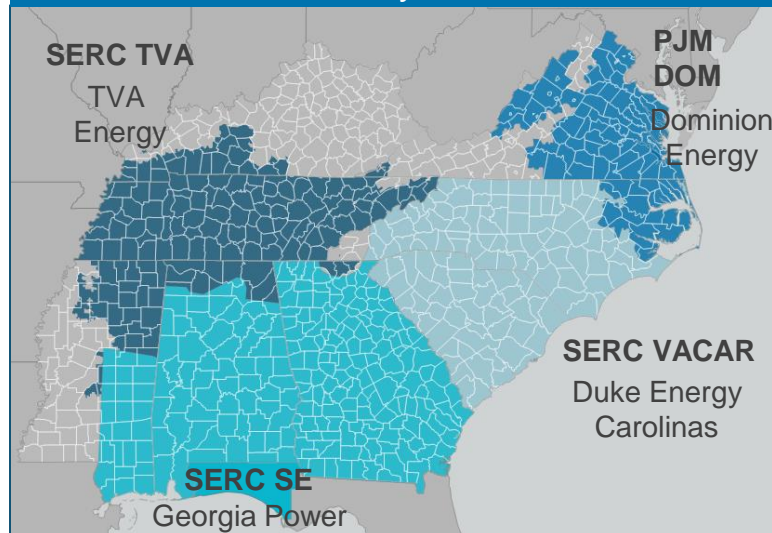 SERC TVA
TVA
Energy
PJM
DOM
Dominion
Energy
SERC VACAR
Duke Energy
Carolinas
SERC SE
Georgia Power